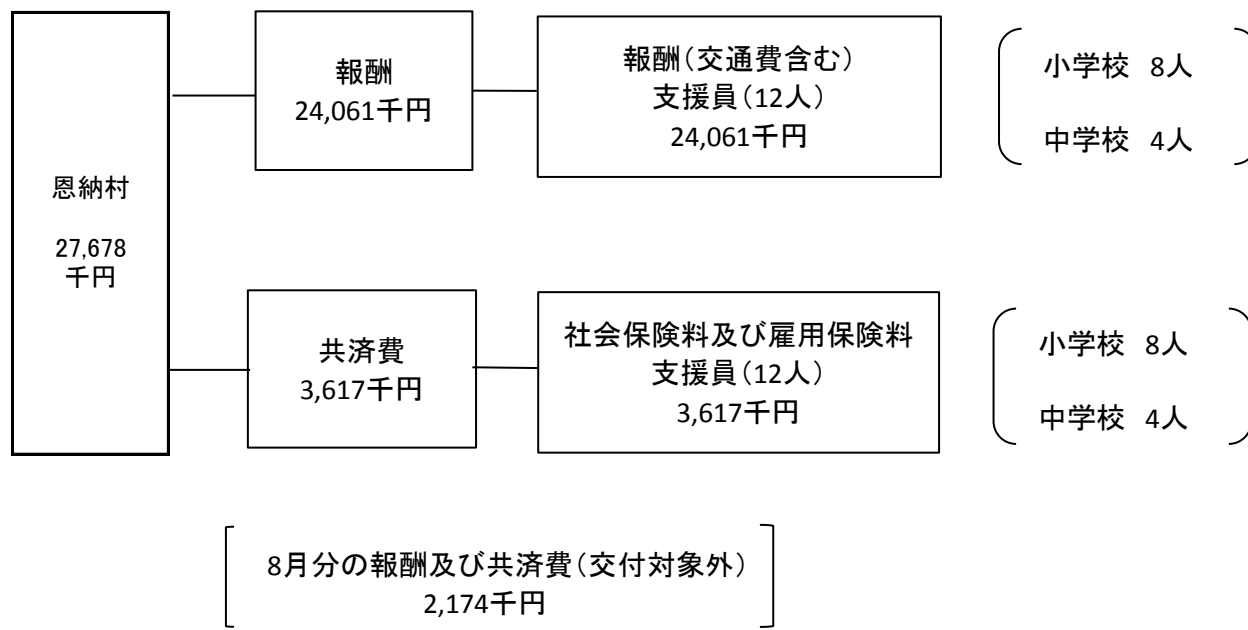 恩納村
27,678
千円
報酬
24,061千円
報酬（交通費含む）
支援員（12人）
24,061千円
小学校 8人
中学校 4人
共済費
3,617千円
社会保険料及び雇用保険料
支援員（12人）
3,617千円
小学校 8人
中学校 4人
8月分の報酬及び共済費（交付対象外）
2,174千円